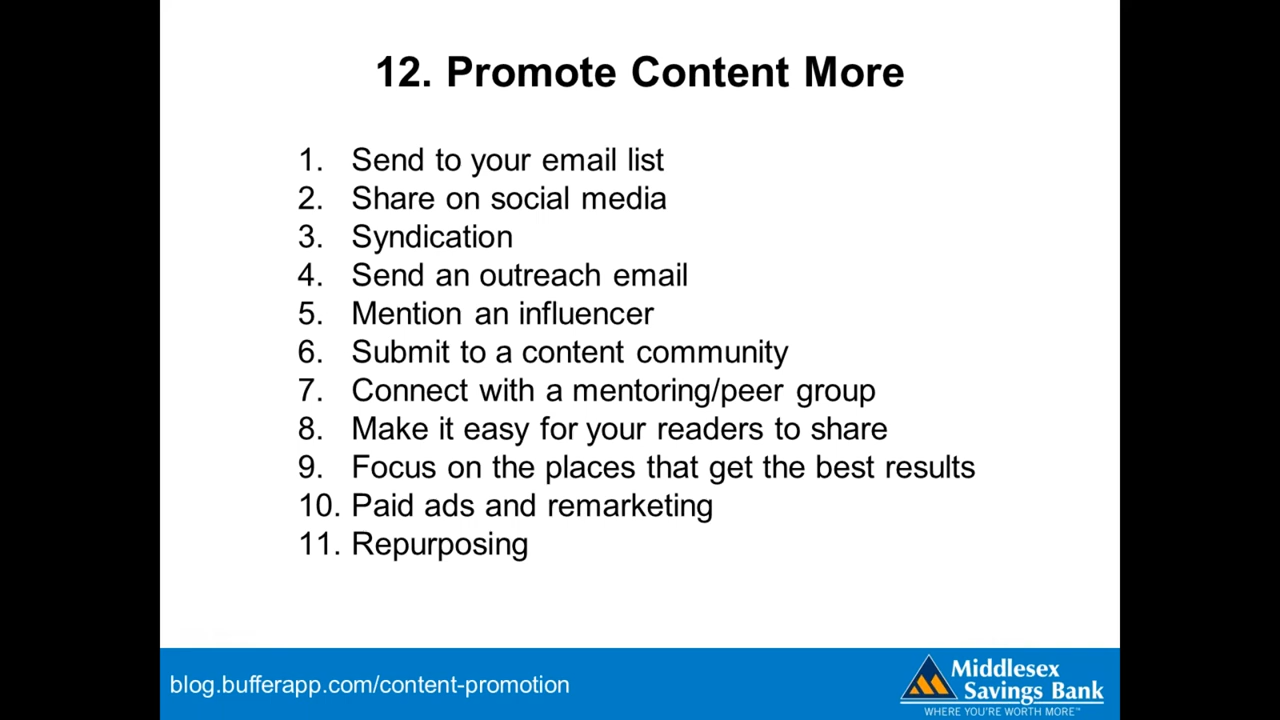 12. Promote Content More
1. Send to your email list
2. Share on social media
3. Syndication
4. Send an outreach email
5. Mention an influencer
6. Submit to a content community
7. Connect with a mentoring/peer group
8. Make it easy for your readers to share
9. Focus on the places that get the best results
10. Paid ads and remarketing
11. Repurposing
blog.bufferapp.com/content-promotion
Middlesex
Savings Bank
WHERE YOU'RE WORTH MORE™